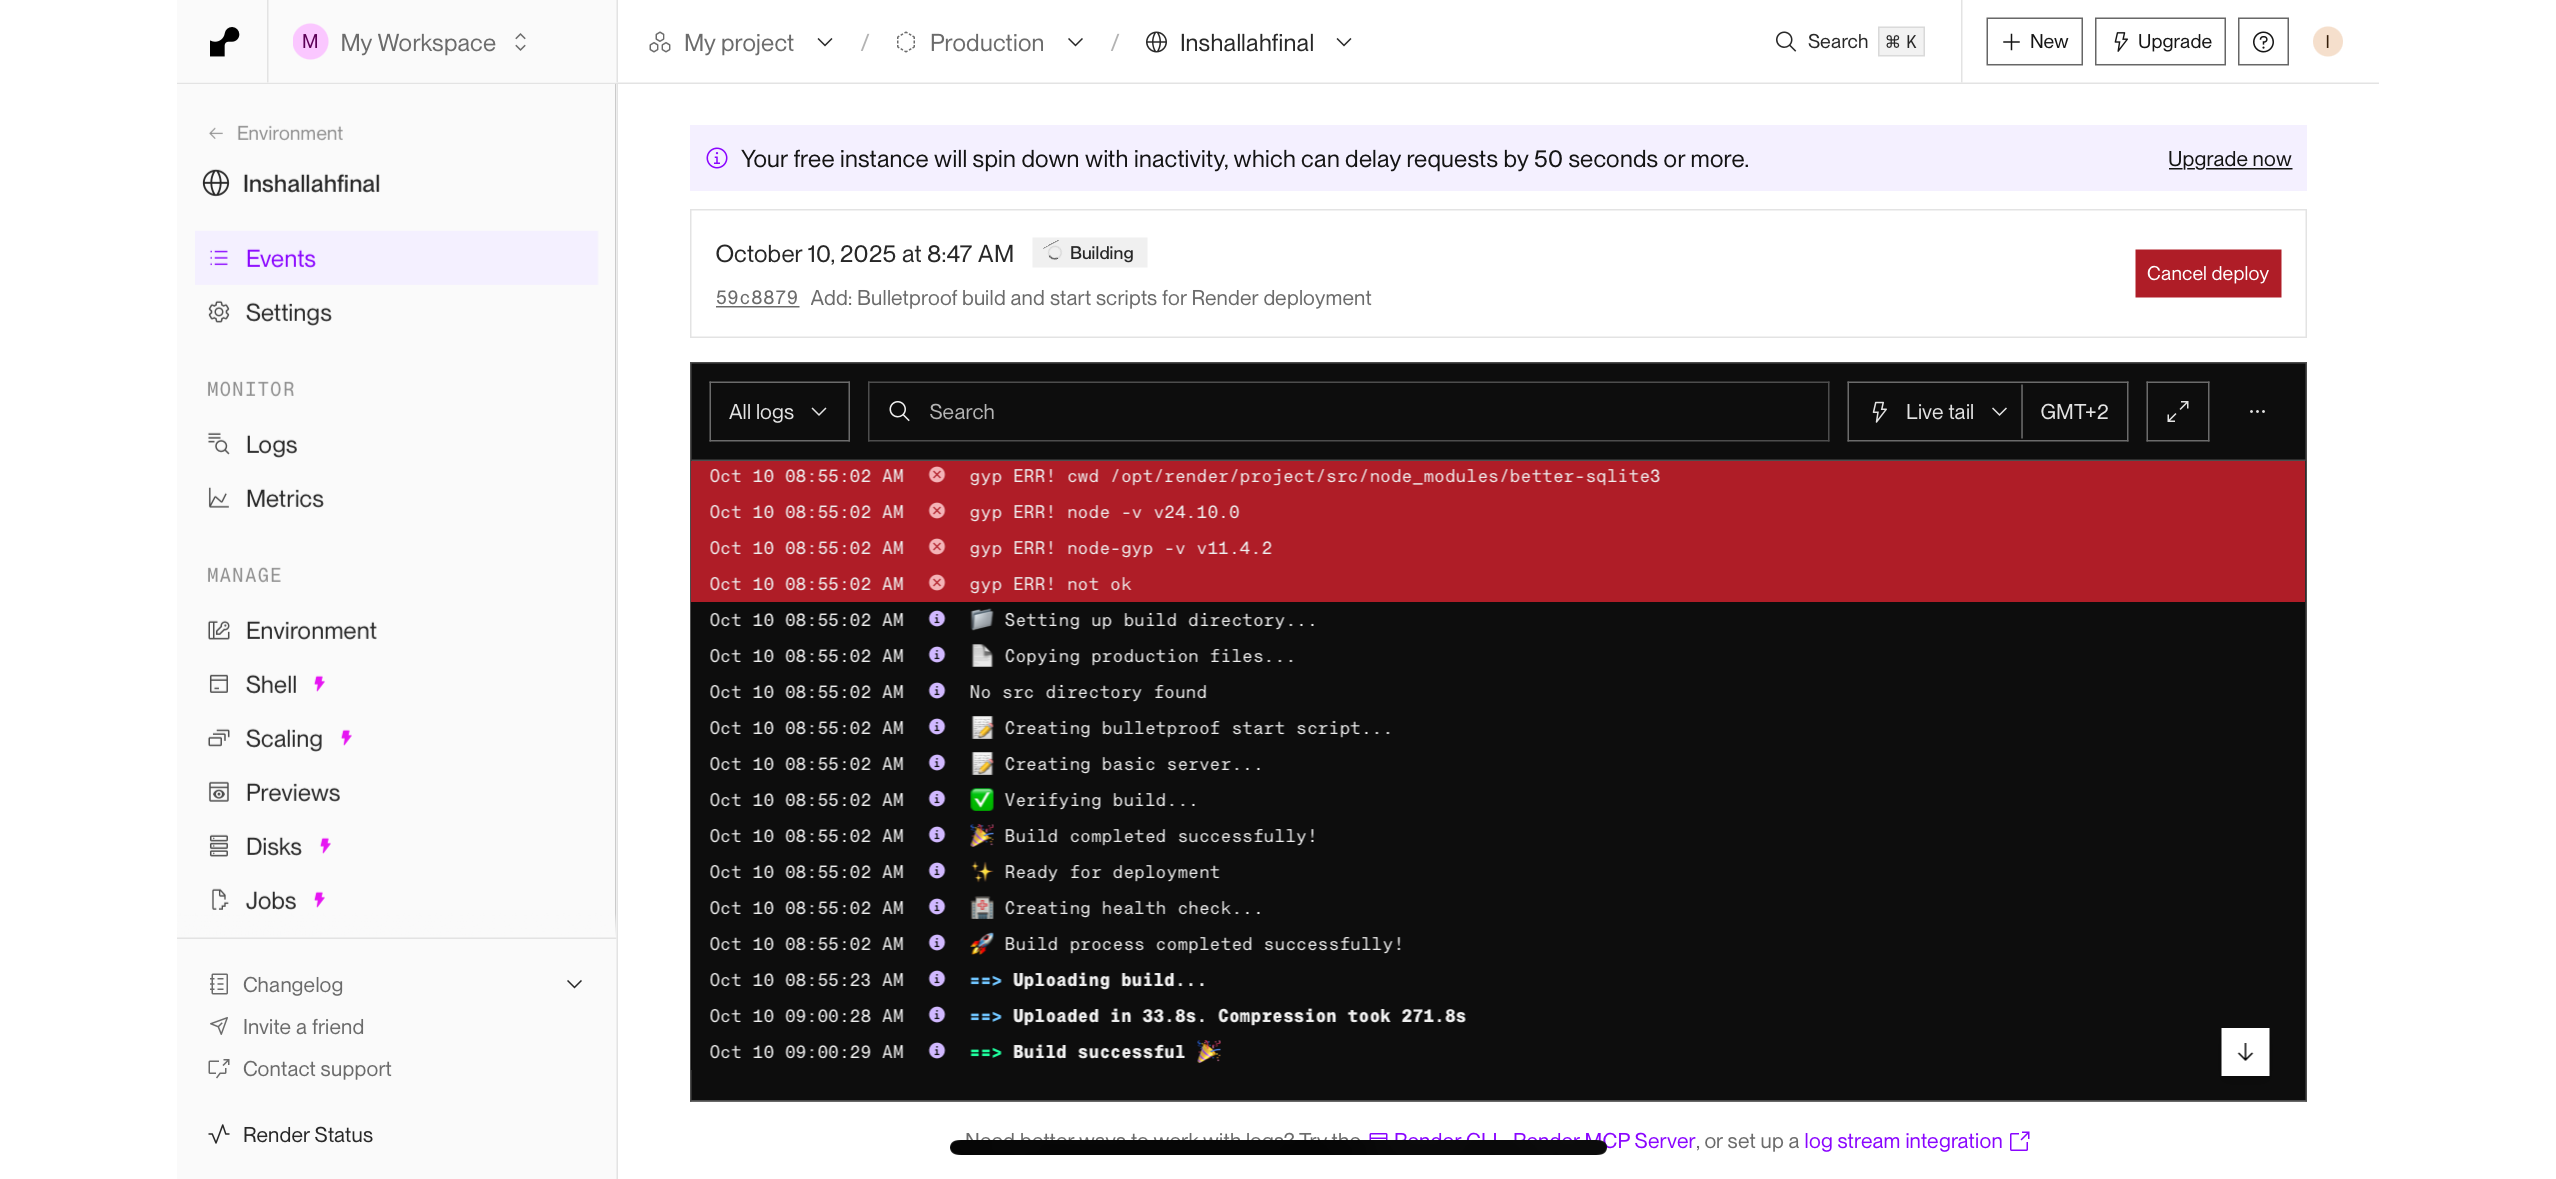 M My Workspace
My project / Production / Inshallahfinal
Search ⌘ K
+ New
Upgrade
I
← Environment
Inshallahfinal
Events
Settings
MONITOR
Logs
Metrics
MANAGE
Environment
Shell
Scaling
Previews
Disks
Jobs
Changelog
Invite a friend
Contact support
Render Status
Your free instance will spin down with inactivity, which can delay requests by 50 seconds or more.
Upgrade now
October 10, 2025 at 8:47 AM Building
59c8879 Add: Bulletproof build and start scripts for Render deployment
Cancel deploy
All logs
Search
Live tail
GMT+2
Oct 10 08:55:02 AM gyp ERR! cwd /opt/render/project/src/node_modules/better-sqlite3
Oct 10 08:55:02 AM gyp ERR! node -v v24.10.0
Oct 10 08:55:02 AM gyp ERR! node-gyp -v v11.4.2
Oct 10 08:55:02 AM gyp ERR! not ok
Oct 10 08:55:02 AM 📁 Setting up build directory...
Oct 10 08:55:02 AM 📄 Copying production files...
Oct 10 08:55:02 AM No src directory found
Oct 10 08:55:02 AM 📝 Creating bulletproof start script...
Oct 10 08:55:02 AM 📝 Creating basic server...
Oct 10 08:55:02 AM ✅ Verifying build...
Oct 10 08:55:02 AM 🎉 Build completed successfully!
Oct 10 08:55:02 AM ✨ Ready for deployment
Oct 10 08:55:02 AM 🏥 Creating health check...
Oct 10 08:55:02 AM 🚀 Build process completed successfully!
Oct 10 08:55:23 AM ==> Uploading build...
Oct 10 09:00:28 AM ==> Uploaded in 33.8s. Compression took 271.8s
Oct 10 09:00:29 AM ==> Build successful 🎉
Need better ways to work with logs? Try the Render CLI, Render MCP Server, or set up a log stream integration